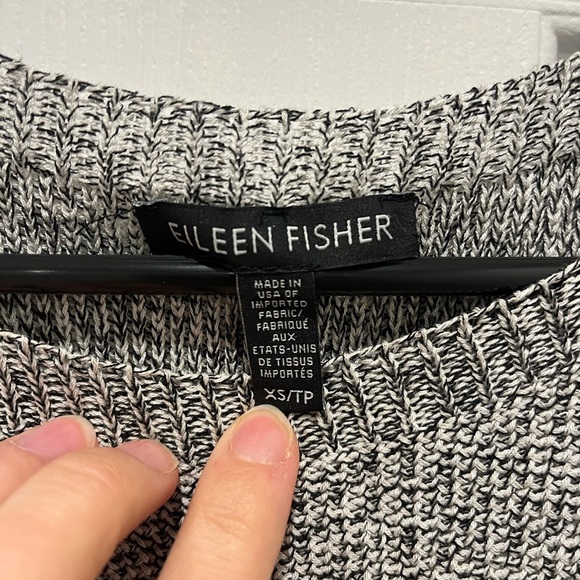 EILEEN FISHER
MADE IN
USA OF
IMPORTED
FABRIC/
FABRIQUÉ
AUX
ETATS-UNIS
DE TISSUS
IMPORTÉS
XS/TP